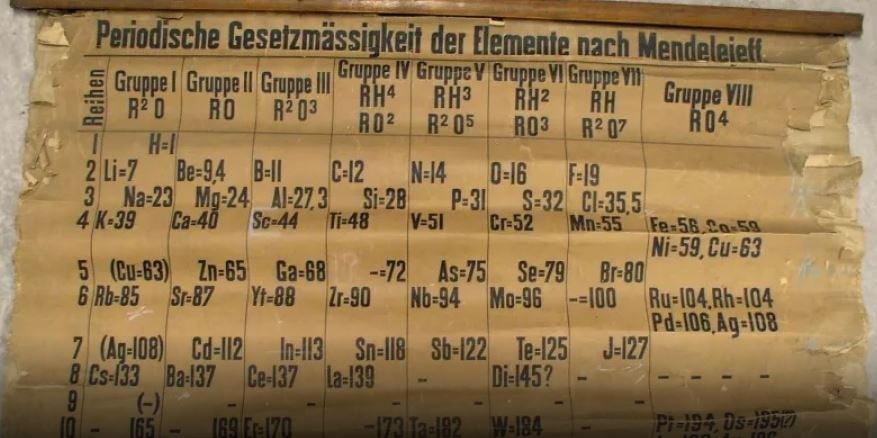 Periodische Gesetzmässigkeit der Elemente nach Mendelejeff
Reihen Gruppe I Gruppe II Gruppe III Gruppe IV Gruppe V Gruppe VI Gruppe VII Gruppe VIII
RH⁴ RH³ RH² RH
R²O RO R²O³ RO² R²O⁵ RO³ R²O⁷ RO⁴
1 H=1
2 Li=7 Be=9,4 B=11 C=12 N=14 O=16 F=19
3 Na=23 Mg=24 Al=27,3 Si=28 P=31 S=32 Cl=35,5
4 K=39 Ca=40 Sc=44 Ti=48 V=51 Cr=52 Mn=55 Fe=56, Co=59
Ni=59, Cu=63
5 (Cu=63) Zn=65 Ga=68 -=72 As=75 Se=79 Br=80
6 Rb=85 Sr=87 Yt=88 Zr=90 Nb=94 Mo=96 -=100 Ru=104, Rh=104
Pd=106, Ag=108
7 (Ag=108) Cd=112 In=113 Sn=118 Sb=122 Te=125 J=127
8 Cs=133 Ba=137 Ce=137 La=139 - Di=145? - - - - -
9 (-) - - - - - -
10 - 165 - 169 Er=170 -173 Ta=182 W=184 - Pt=194, Os=195(?)